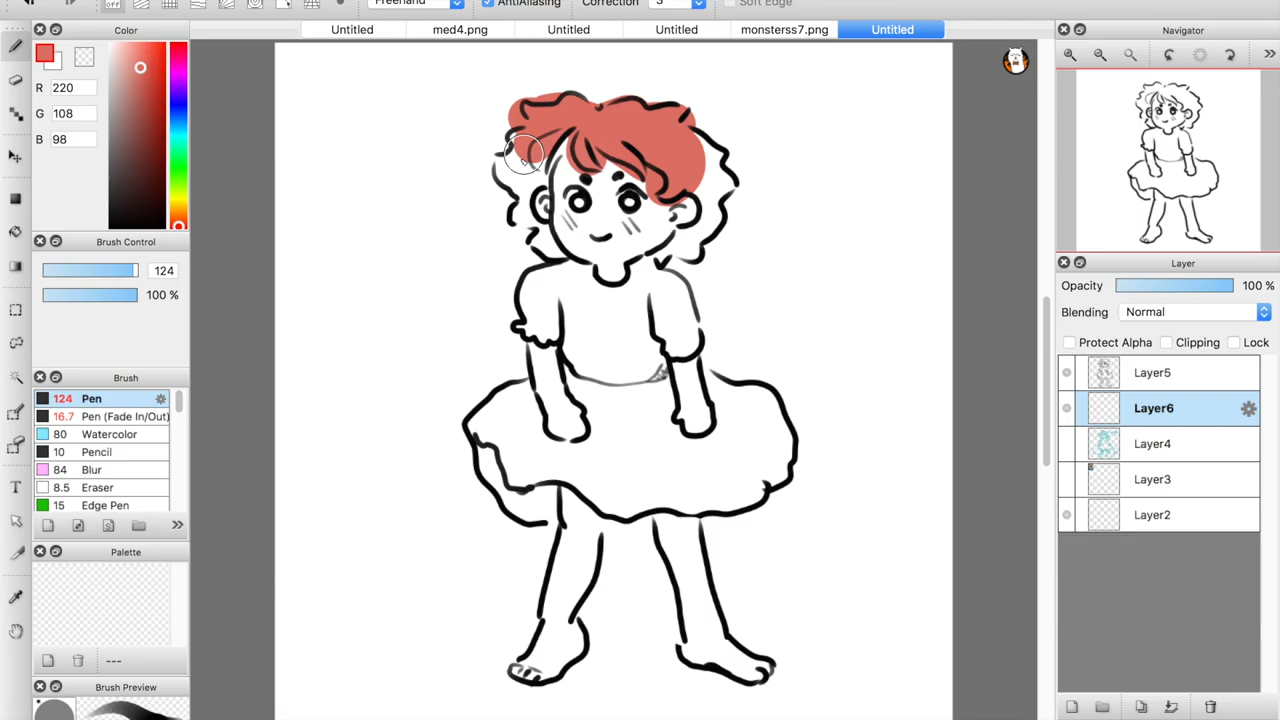 off Freehand AntiAliasing Correction 3 Soft Edge
Untitled med4.png Untitled Untitled monsterss7.png Untitled
Color
R 220
G 108
B 98
Brush Control
124
100 %
Brush
124 Pen
16.7 Pen (Fade In/Out)
80 Watercolor
10 Pencil
84 Blur
8.5 Eraser
15 Edge Pen
»
Palette
---
Brush Preview
T
Navigator
»
Layer
Opacity 100 %
Blending Normal
Protect Alpha Clipping Lock
Layer5
Layer6
Layer4
Layer3
Layer2